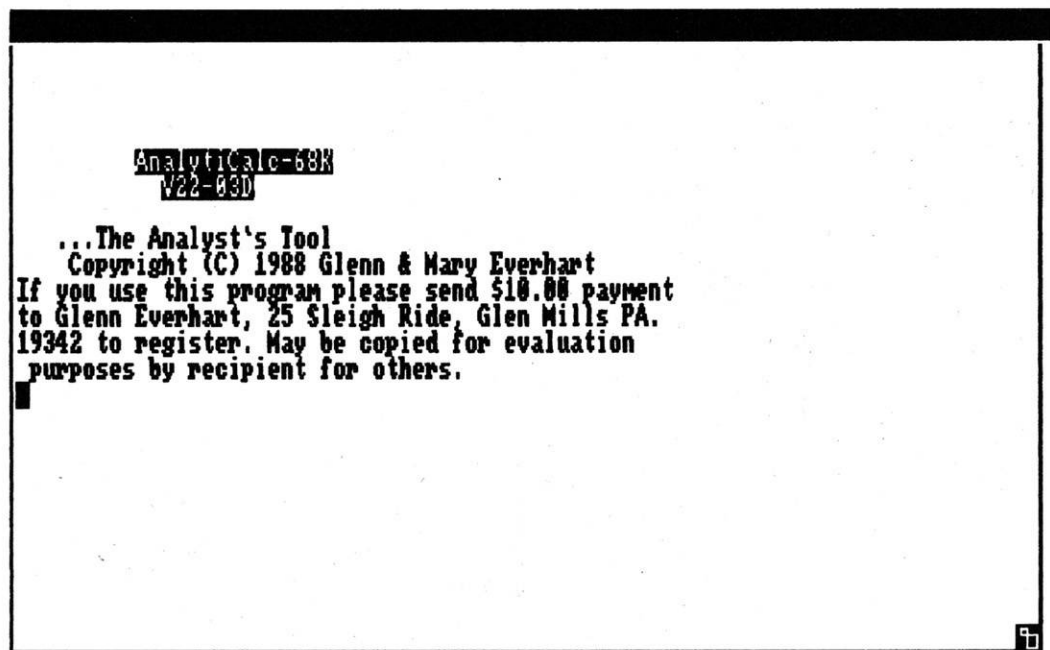 AnalytiCalc-68K
V22-03D
...The Analyst's Tool
Copyright (C) 1988 Glenn & Mary Everhart
If you use this program please send $10.00 payment
to Glenn Everhart, 25 Sleigh Ride, Glen Mills PA.
19342 to register. May be copied for evaluation
purposes by recipient for others.